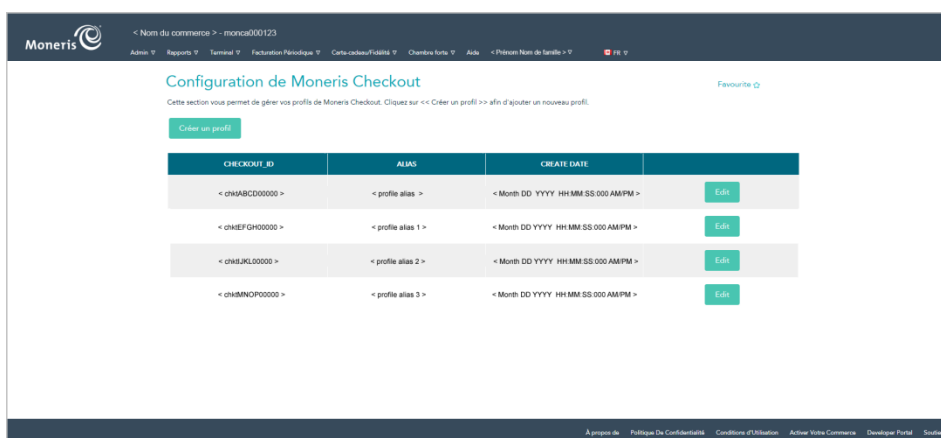 Moneris
< Nom du commerce > - monca000123
Admin ▽ Rapports ▽ Terminal ▽ Facturation Périodique ▽ Carte-cadeau/Fidélité ▽ Chambre forte ▽ Aide < Prénom Nom de famille > ▽ FR ▽
Configuration de Moneris Checkout
Favourite ☆
Cette section vous permet de gérer vos profils de Moneris Checkout. Cliquez sur << Créer un profil >> afin d'ajouter un nouveau profil.
Créer un profil
CHECKOUT_ID ALIAS CREATE DATE
< chktABCD00000 > < profile alias > < Month DD YYYY HH:MM:SS:000 AM/PM > Edit
< chktEFGH00000 > < profile alias 1 > < Month DD YYYY HH:MM:SS:000 AM/PM > Edit
< chktIJKL00000 > < profile alias 2 > < Month DD YYYY HH:MM:SS:000 AM/PM > Edit
< chktMNOP00000 > < profile alias 3 > < Month DD YYYY HH:MM:SS:000 AM/PM > Edit
À propos de Politique De Confidentialité Conditions d'Utilisation Activer Votre Commerce Developer Portal Soutie